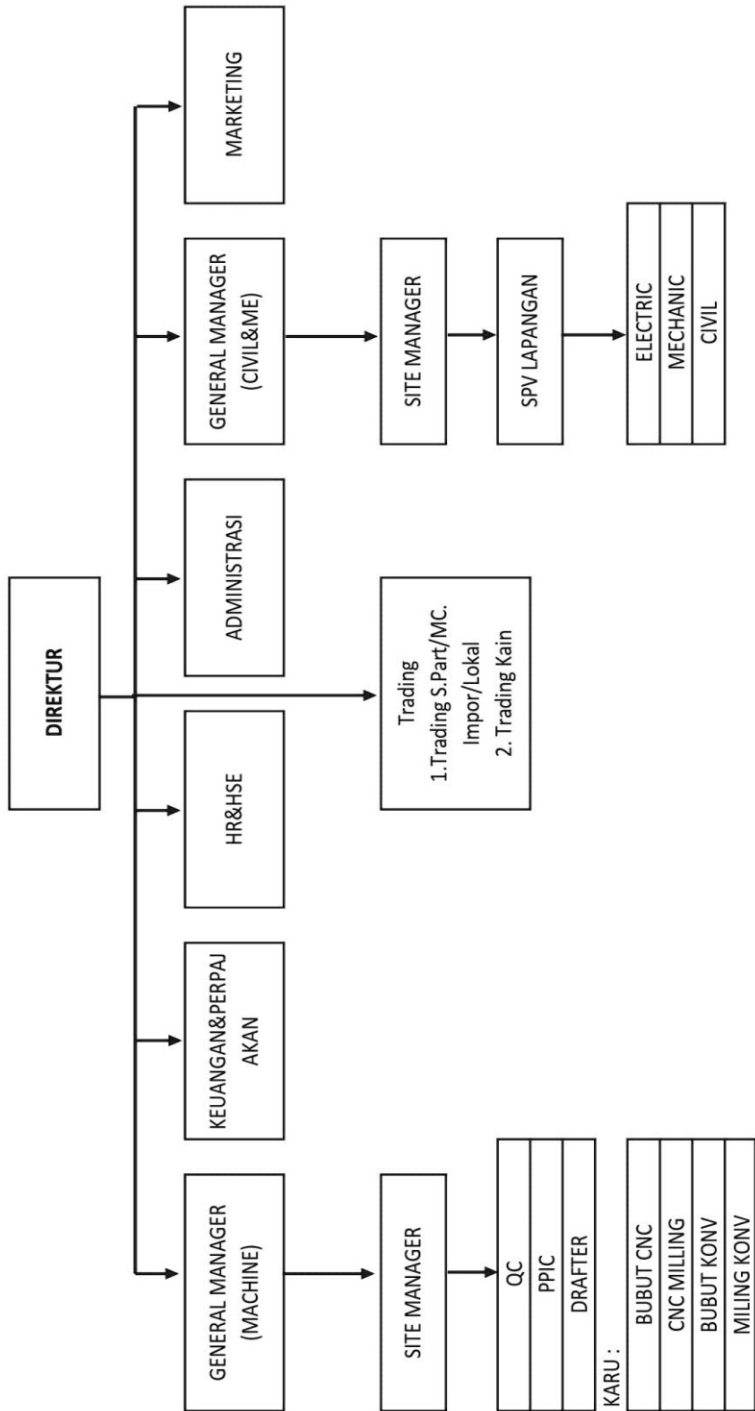 DIREKTUR
GENERAL MANAGER
(MACHINE)
KEUANGAN&PERPAJ
AKAN
HR&HSE
ADMINISTRASI
GENERAL MANAGER
(CIVIL&ME)
MARKETING
SITE MANAGER
Trading
1.Trading S.Part/MC.
Impor/Lokal
2. Trading Kain
SITE MANAGER
QC
PPIC
DRAFTER
SPV LAPANGAN
KARU :
BUBUT CNC
CNC MILLING
BUBUT KONV
MILING KONV
ELECTRIC
MECHANIC
CIVIL